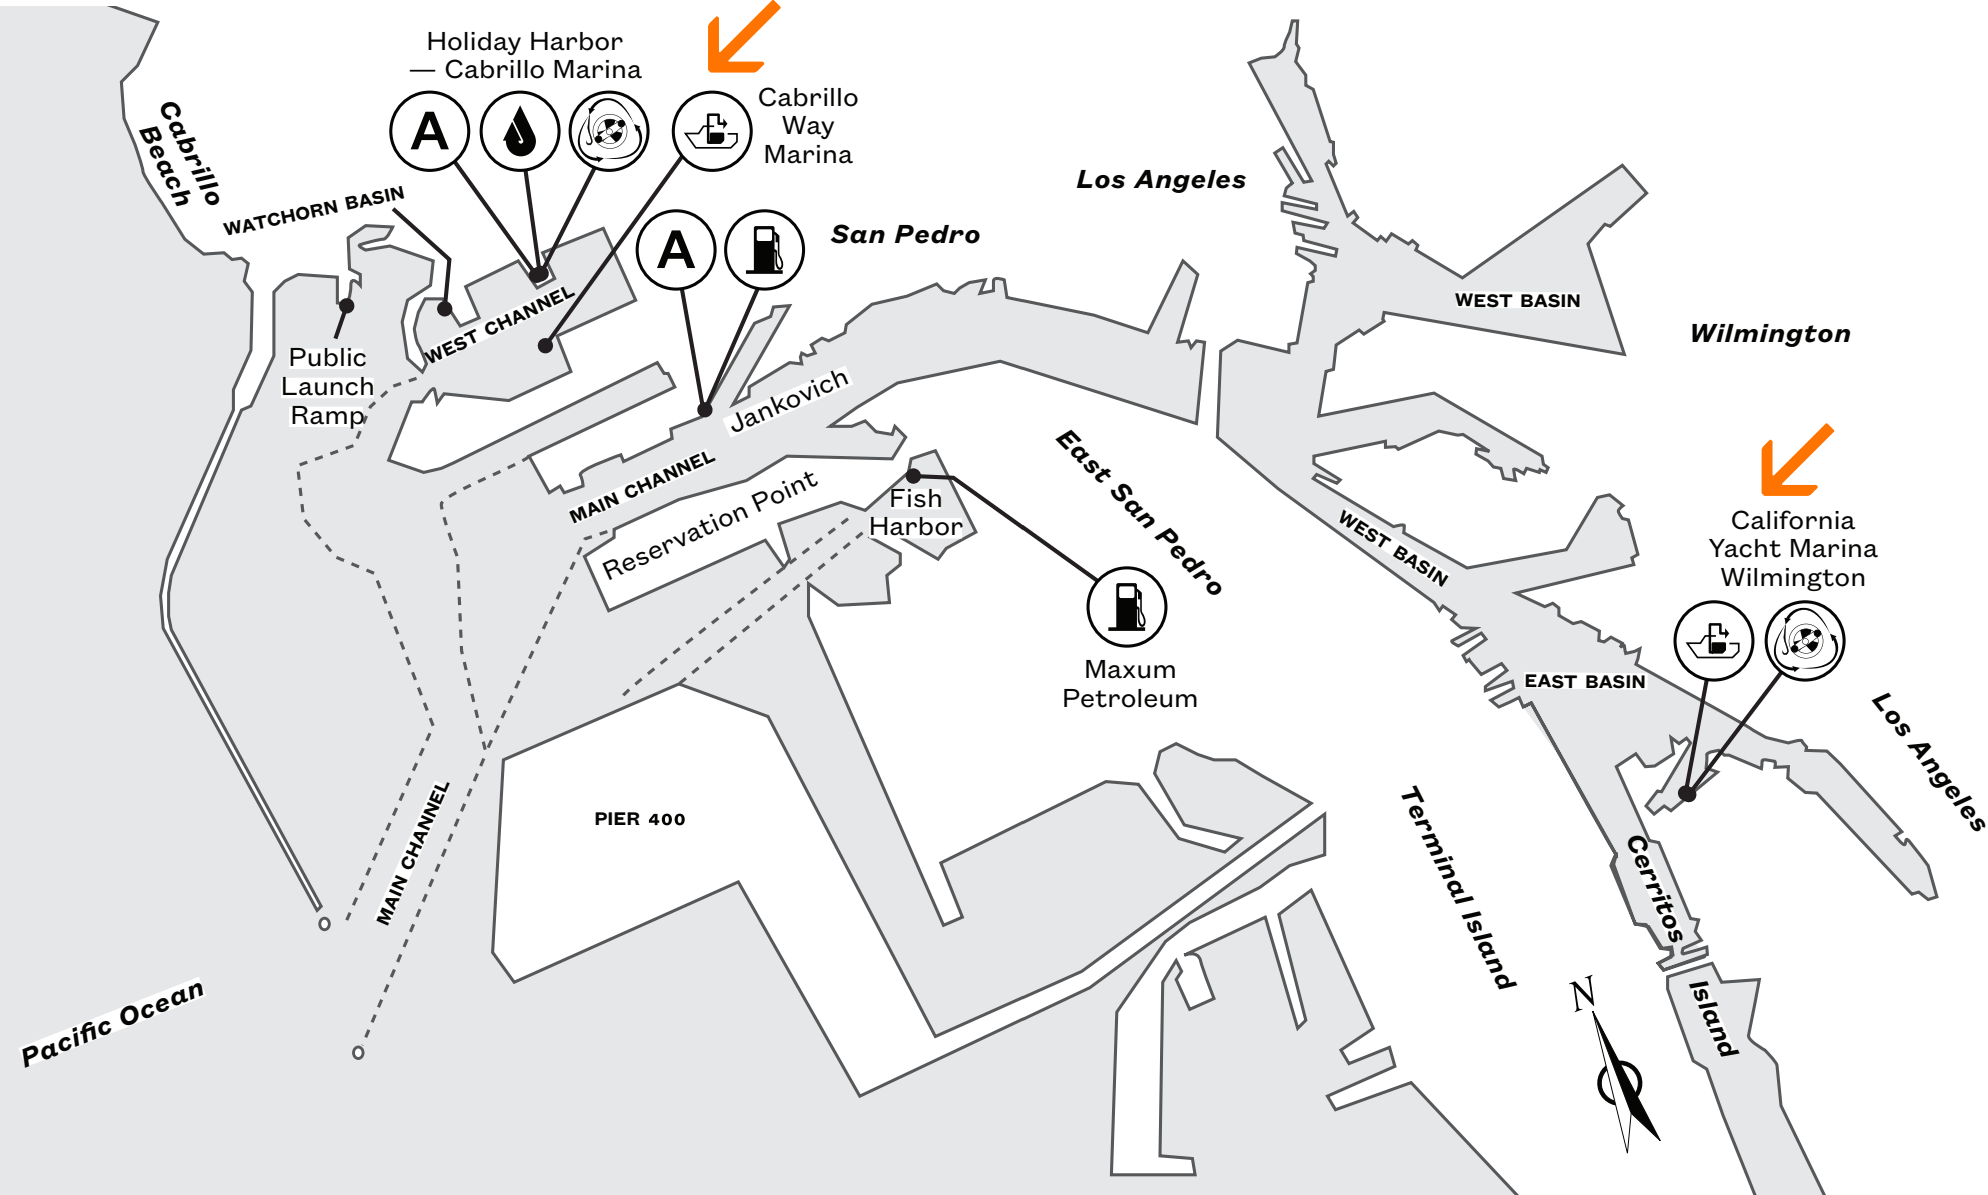 Holiday Harbor
— Cabrillo Marina
A
Cabrillo
Way
Marina
Cabrillo
Beach
WATCHORN BASIN
A
San Pedro
Los Angeles
WEST BASIN
Wilmington
WEST CHANNEL
Public
Launch
Ramp
Jankovich
MAIN CHANNEL
Reservation Point
Fish
Harbor
East San Pedro
WEST BASIN
California
Yacht Marina
Wilmington
Maxum
Petroleum
EAST BASIN
Los Angeles
PIER 400
MAIN CHANNEL
Terminal Island
Cerritos
Island
Pacific Ocean
N